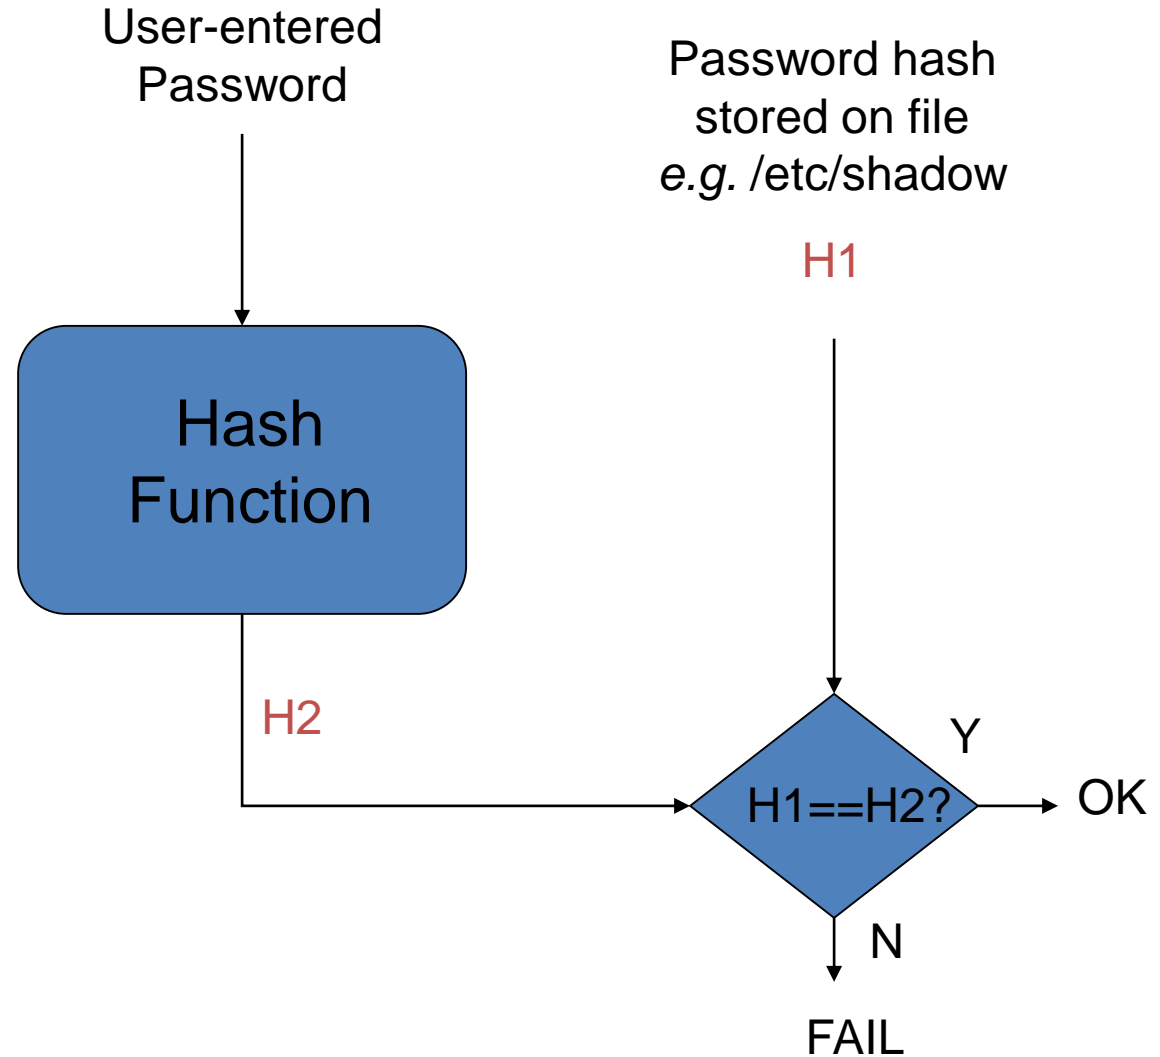 User-entered
Password
Password hash
stored on file
e.g. /etc/shadow
H1
Hash
Function
H2
Y
H1==H2?
OK
N
FAIL